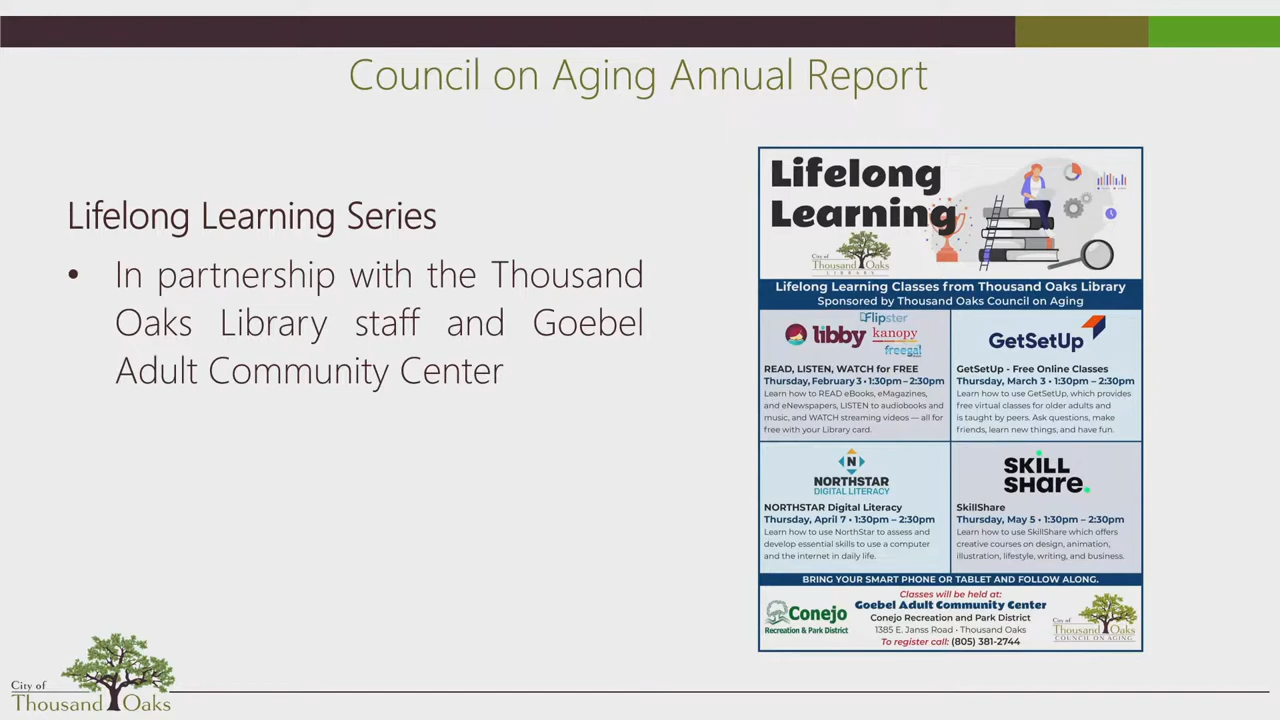 Council on Aging Annual Report
Lifelong Learning Series
• In partnership with the Thousand
Oaks Library staff and Goebel
Adult Community Center
Lifelong
Learning
City of
Thousand Oaks
LIBRARY
Lifelong Learning Classes from Thousand Oaks Library
Sponsored by Thousand Oaks Council on Aging
Flipster
libby
kanopy
freegal
READ, LISTEN, WATCH for FREE
Thursday, February 3 • 1:30pm – 2:30pm
Learn how to READ eBooks, eMagazines,
and eNewspapers, LISTEN to audiobooks and
music, and WATCH streaming videos — all for
free with your Library card.
GetSetUp
GetSetUp - Free Online Classes
Thursday, March 3 • 1:30pm – 2:30pm
Learn how to use GetSetUp, which provides
free virtual classes for older adults and
is taught by peers. Ask questions, make
friends, learn new things, and have fun.
N
NORTHSTAR
DIGITAL LITERACY
NORTHSTAR Digital Literacy
Thursday, April 7 • 1:30pm – 2:30pm
Learn how to use NorthStar to assess and
develop essential skills to use a computer
and the internet in daily life.
SKILL
SHARE.
SkillShare
Thursday, May 5 • 1:30pm – 2:30pm
Learn how to use SkillShare which offers
creative courses on design, animation,
illustration, lifestyle, writing, and business.
BRING YOUR SMART PHONE OR TABLET AND FOLLOW ALONG.
Conejo
Recreation & Park District
Classes will be held at:
Goebel Adult Community Center
Conejo Recreation and Park District
1385 E. Janss Road • Thousand Oaks
To register call: (805) 381-2744
City of
Thousand Oaks
COUNCIL ON AGING
City of
Thousand Oaks